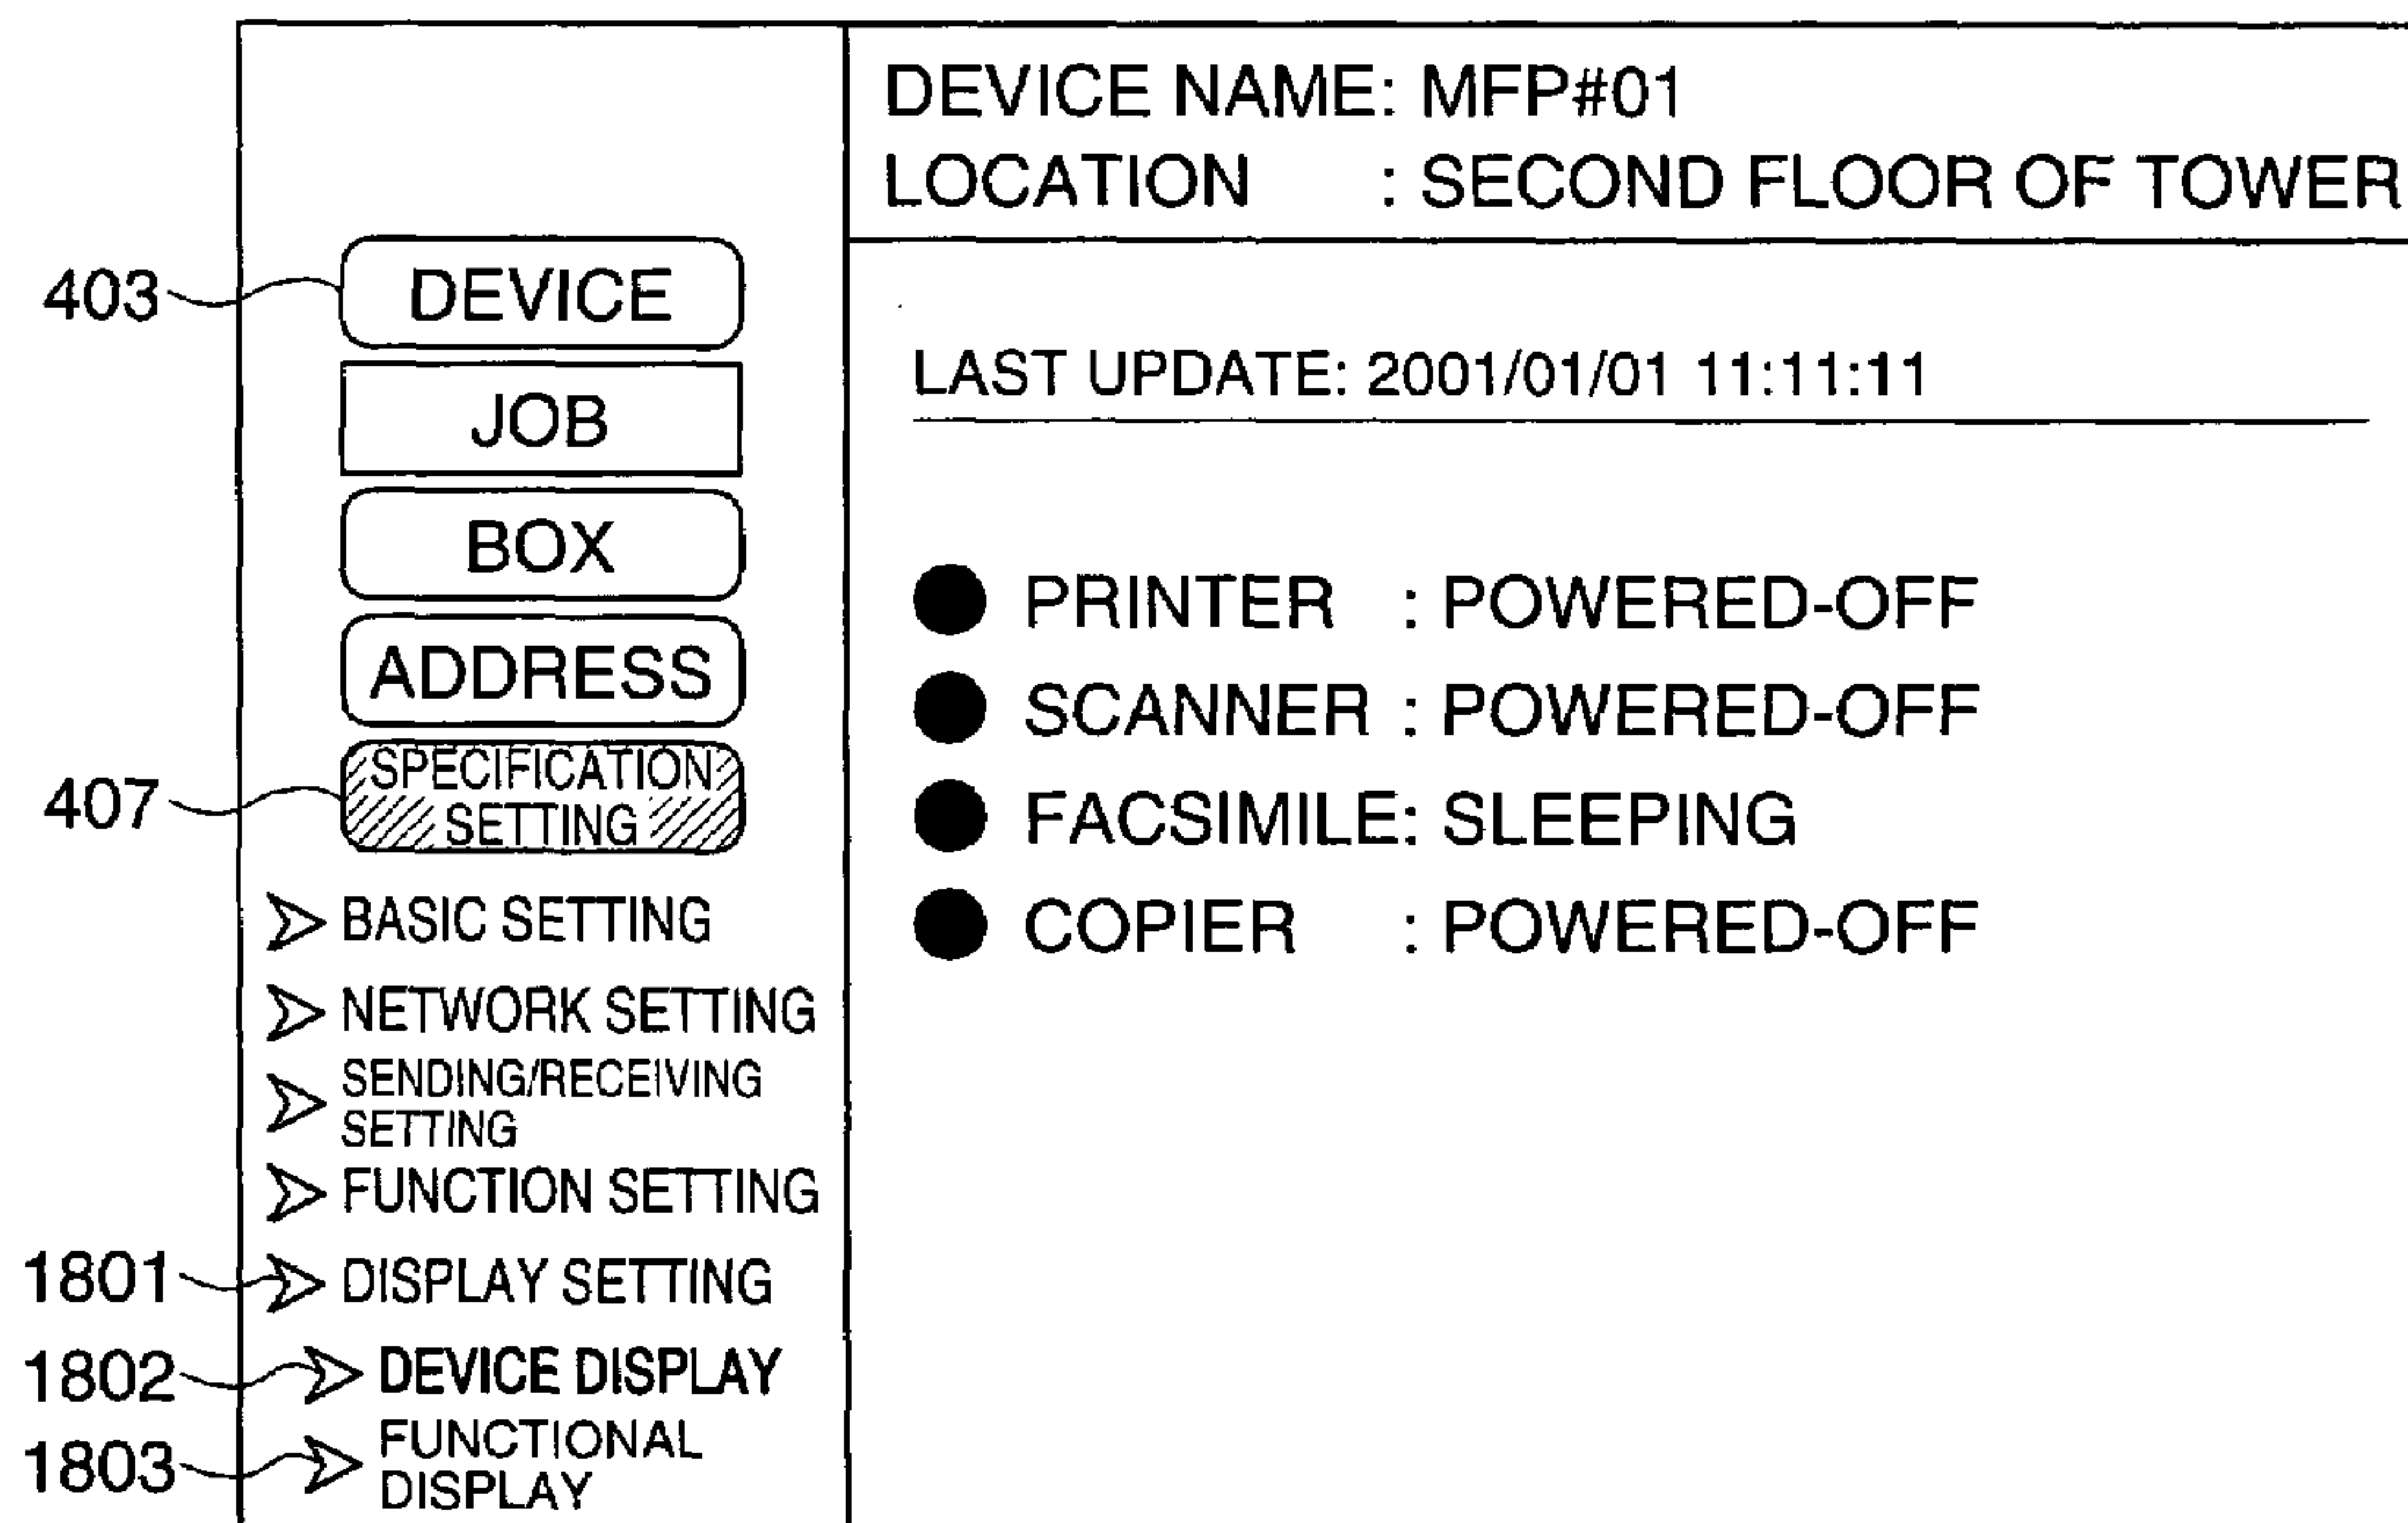 DEVICE NAME: MFP#01
LOCATION : SECOND FLOOR OF TOWER
403
DEVICE
JOB
BOX
ADDRESS
407
SPECIFICATION
SETTING
BASIC SETTING
NETWORK SETTING
SENDING/RECEIVING
SETTING
FUNCTION SETTING
1801
DISPLAY SETTING
1802
DEVICE DISPLAY
1803
FUNCTIONAL
DISPLAY
LAST UPDATE: 2001/01/01 11:11:11
PRINTER : POWERED-OFF
SCANNER : POWERED-OFF
FACSIMILE: SLEEPING
COPIER : POWERED-OFF